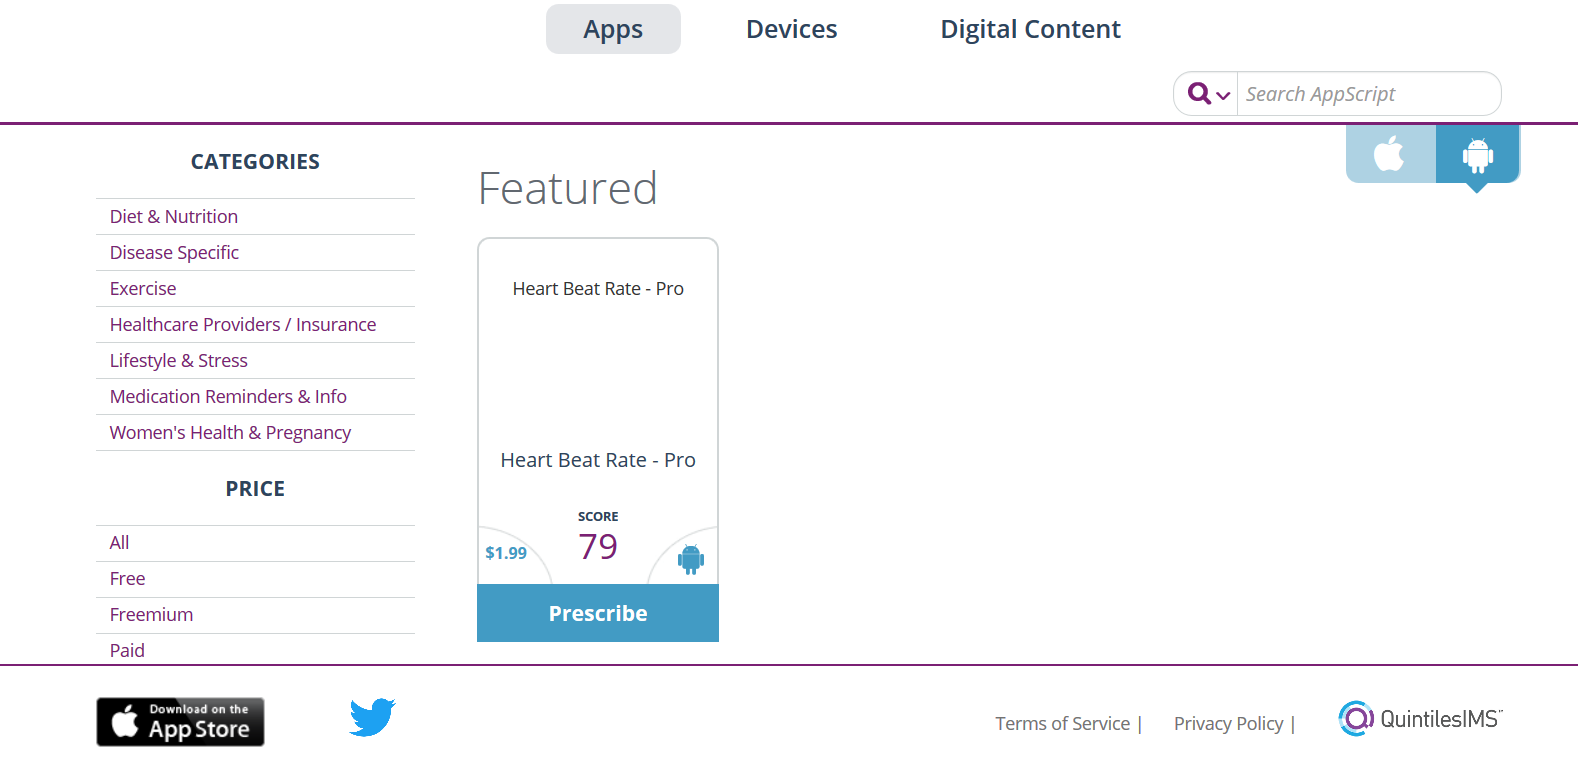 Apps Devices Digital Content
Search AppScript
CATEGORIES
Diet & Nutrition
Disease Specific
Exercise
Healthcare Providers / Insurance
Lifestyle & Stress
Medication Reminders & Info
Women's Health & Pregnancy
PRICE
All
Free
Freemium
Paid
Featured
Heart Beat Rate - Pro
Heart Beat Rate - Pro
SCORE
$1.99 79
Prescribe
Download on the
App Store
Terms of Service | Privacy Policy | QuintilesIMS™